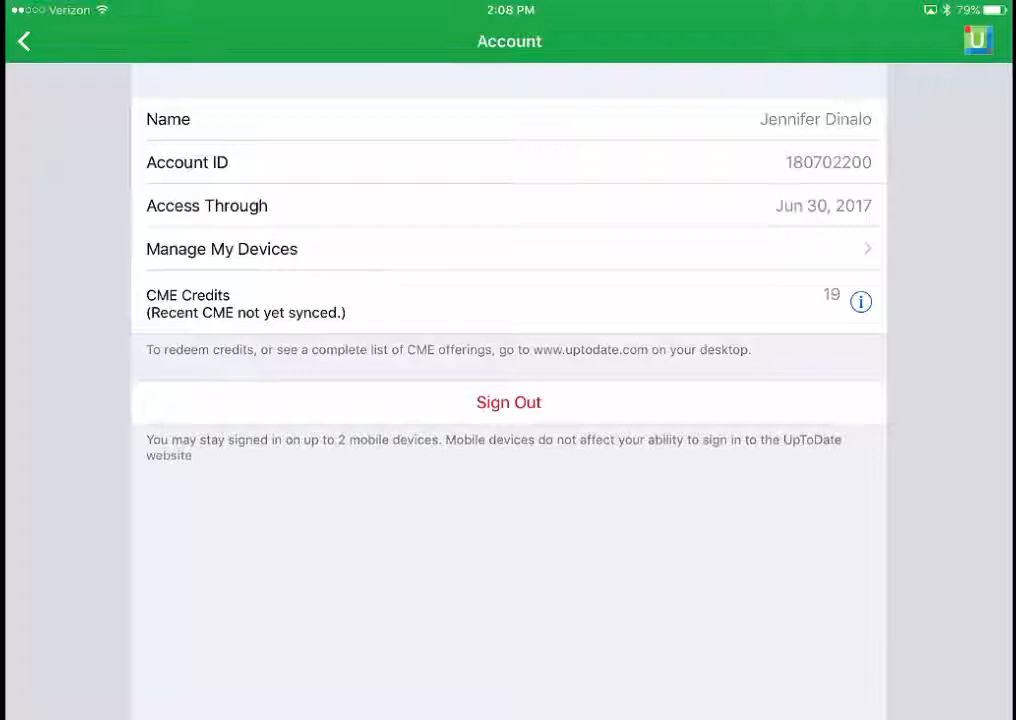 Verizon 2:08 PM 79%
Account
U
Name Jennifer Dinalo
Account ID 180702200
Access Through Jun 30, 2017
Manage My Devices
CME Credits 19
(Recent CME not yet synced.)
To redeem credits, or see a complete list of CME offerings, go to www.uptodate.com on your desktop.
Sign Out
You may stay signed in on up to 2 mobile devices. Mobile devices do not affect your ability to sign in to the UpToDate
website